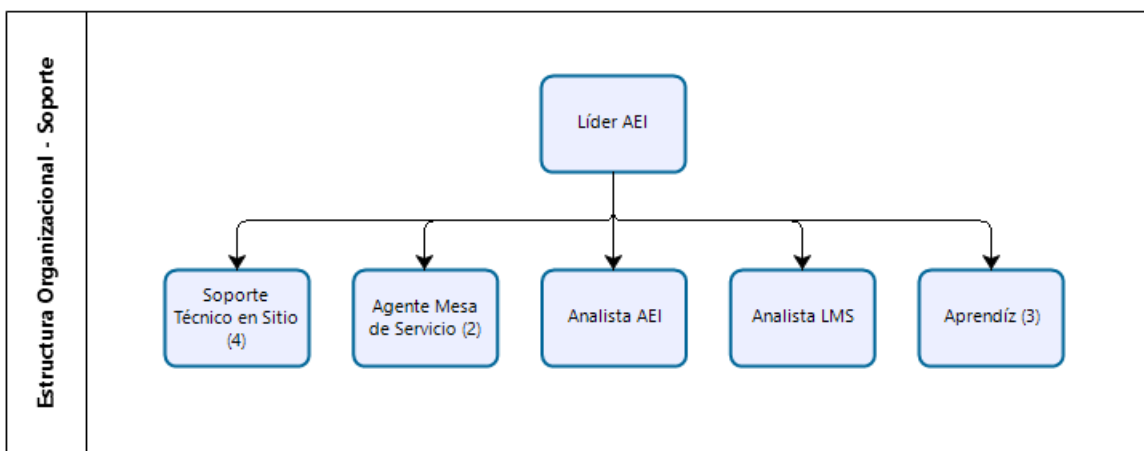 Estructura Organizacional - Soporte
Líder AEI
Soporte
Técnico en Sitio
(4)
Agente Mesa
de Servicio (2)
Analista AEI
Analista LMS
Aprendíz (3)